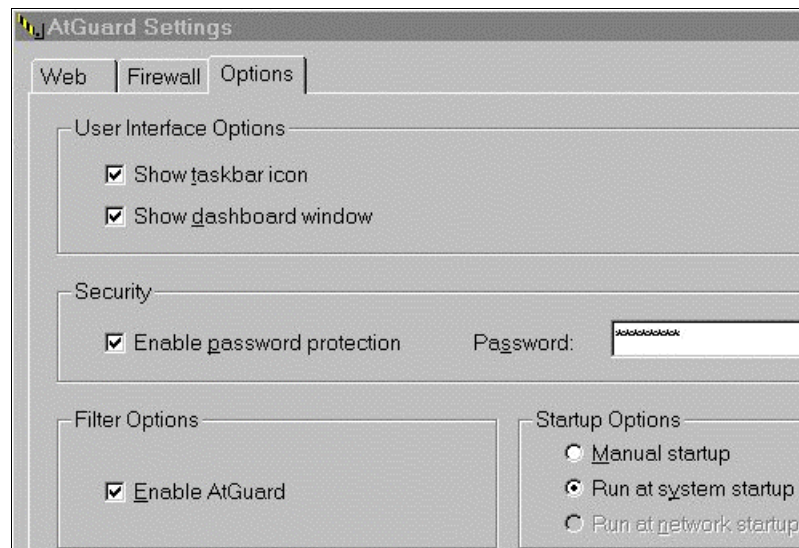 AtGuard Settings
Web Firewall Options
User Interface Options
Show taskbar icon
Show dashboard window
Security
Enable password protection Password: *********
Filter Options
Enable AtGuard
Startup Options
Manual startup
Run at system startup
Run at network startup